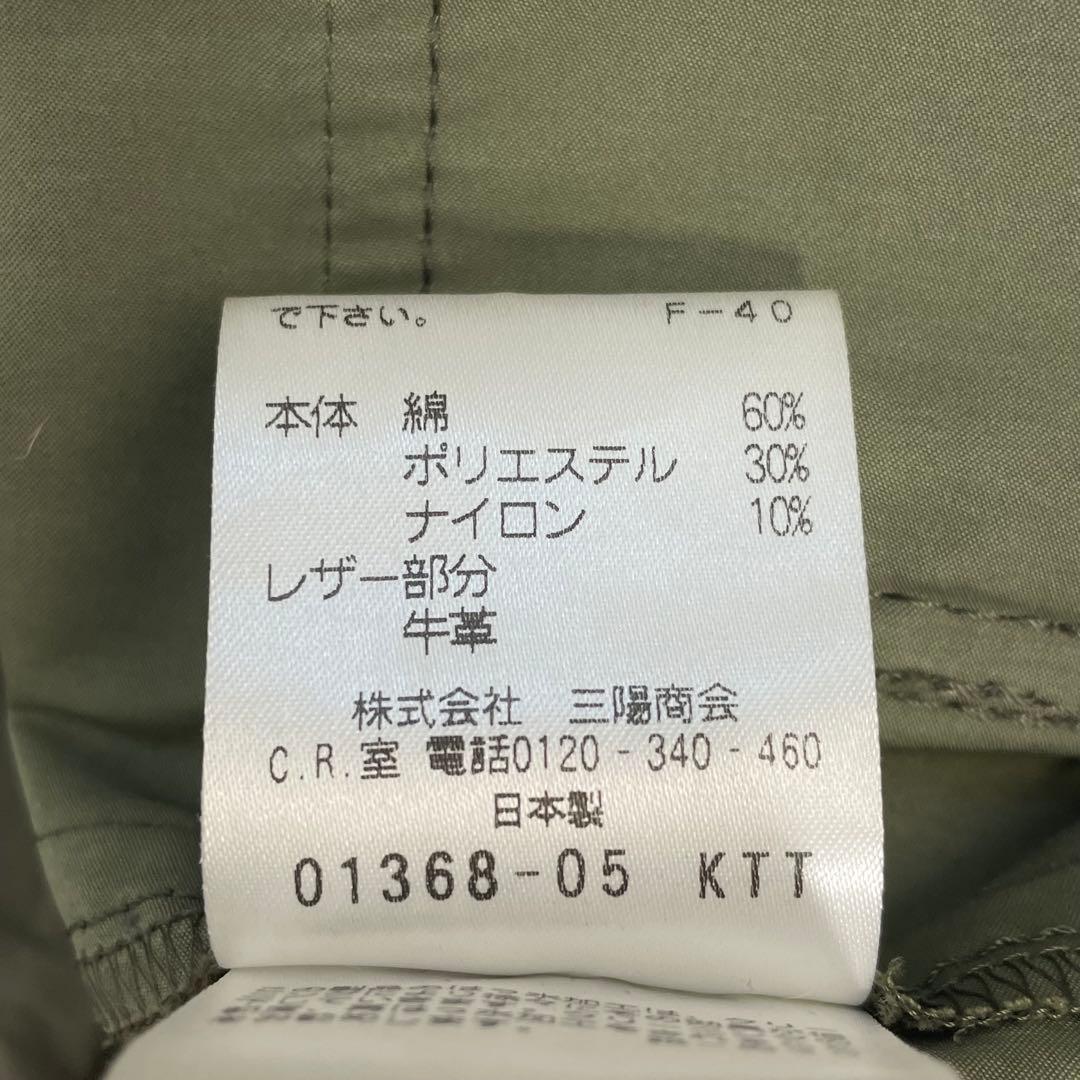 で下さい。 F-40
本体 綿 60%
ポリエステル 30%
ナイロン 10%
レザー部分
牛革
株式会社 三陽商会
C.R.室 電話0120-340-460
日本製
01368-05 KTT